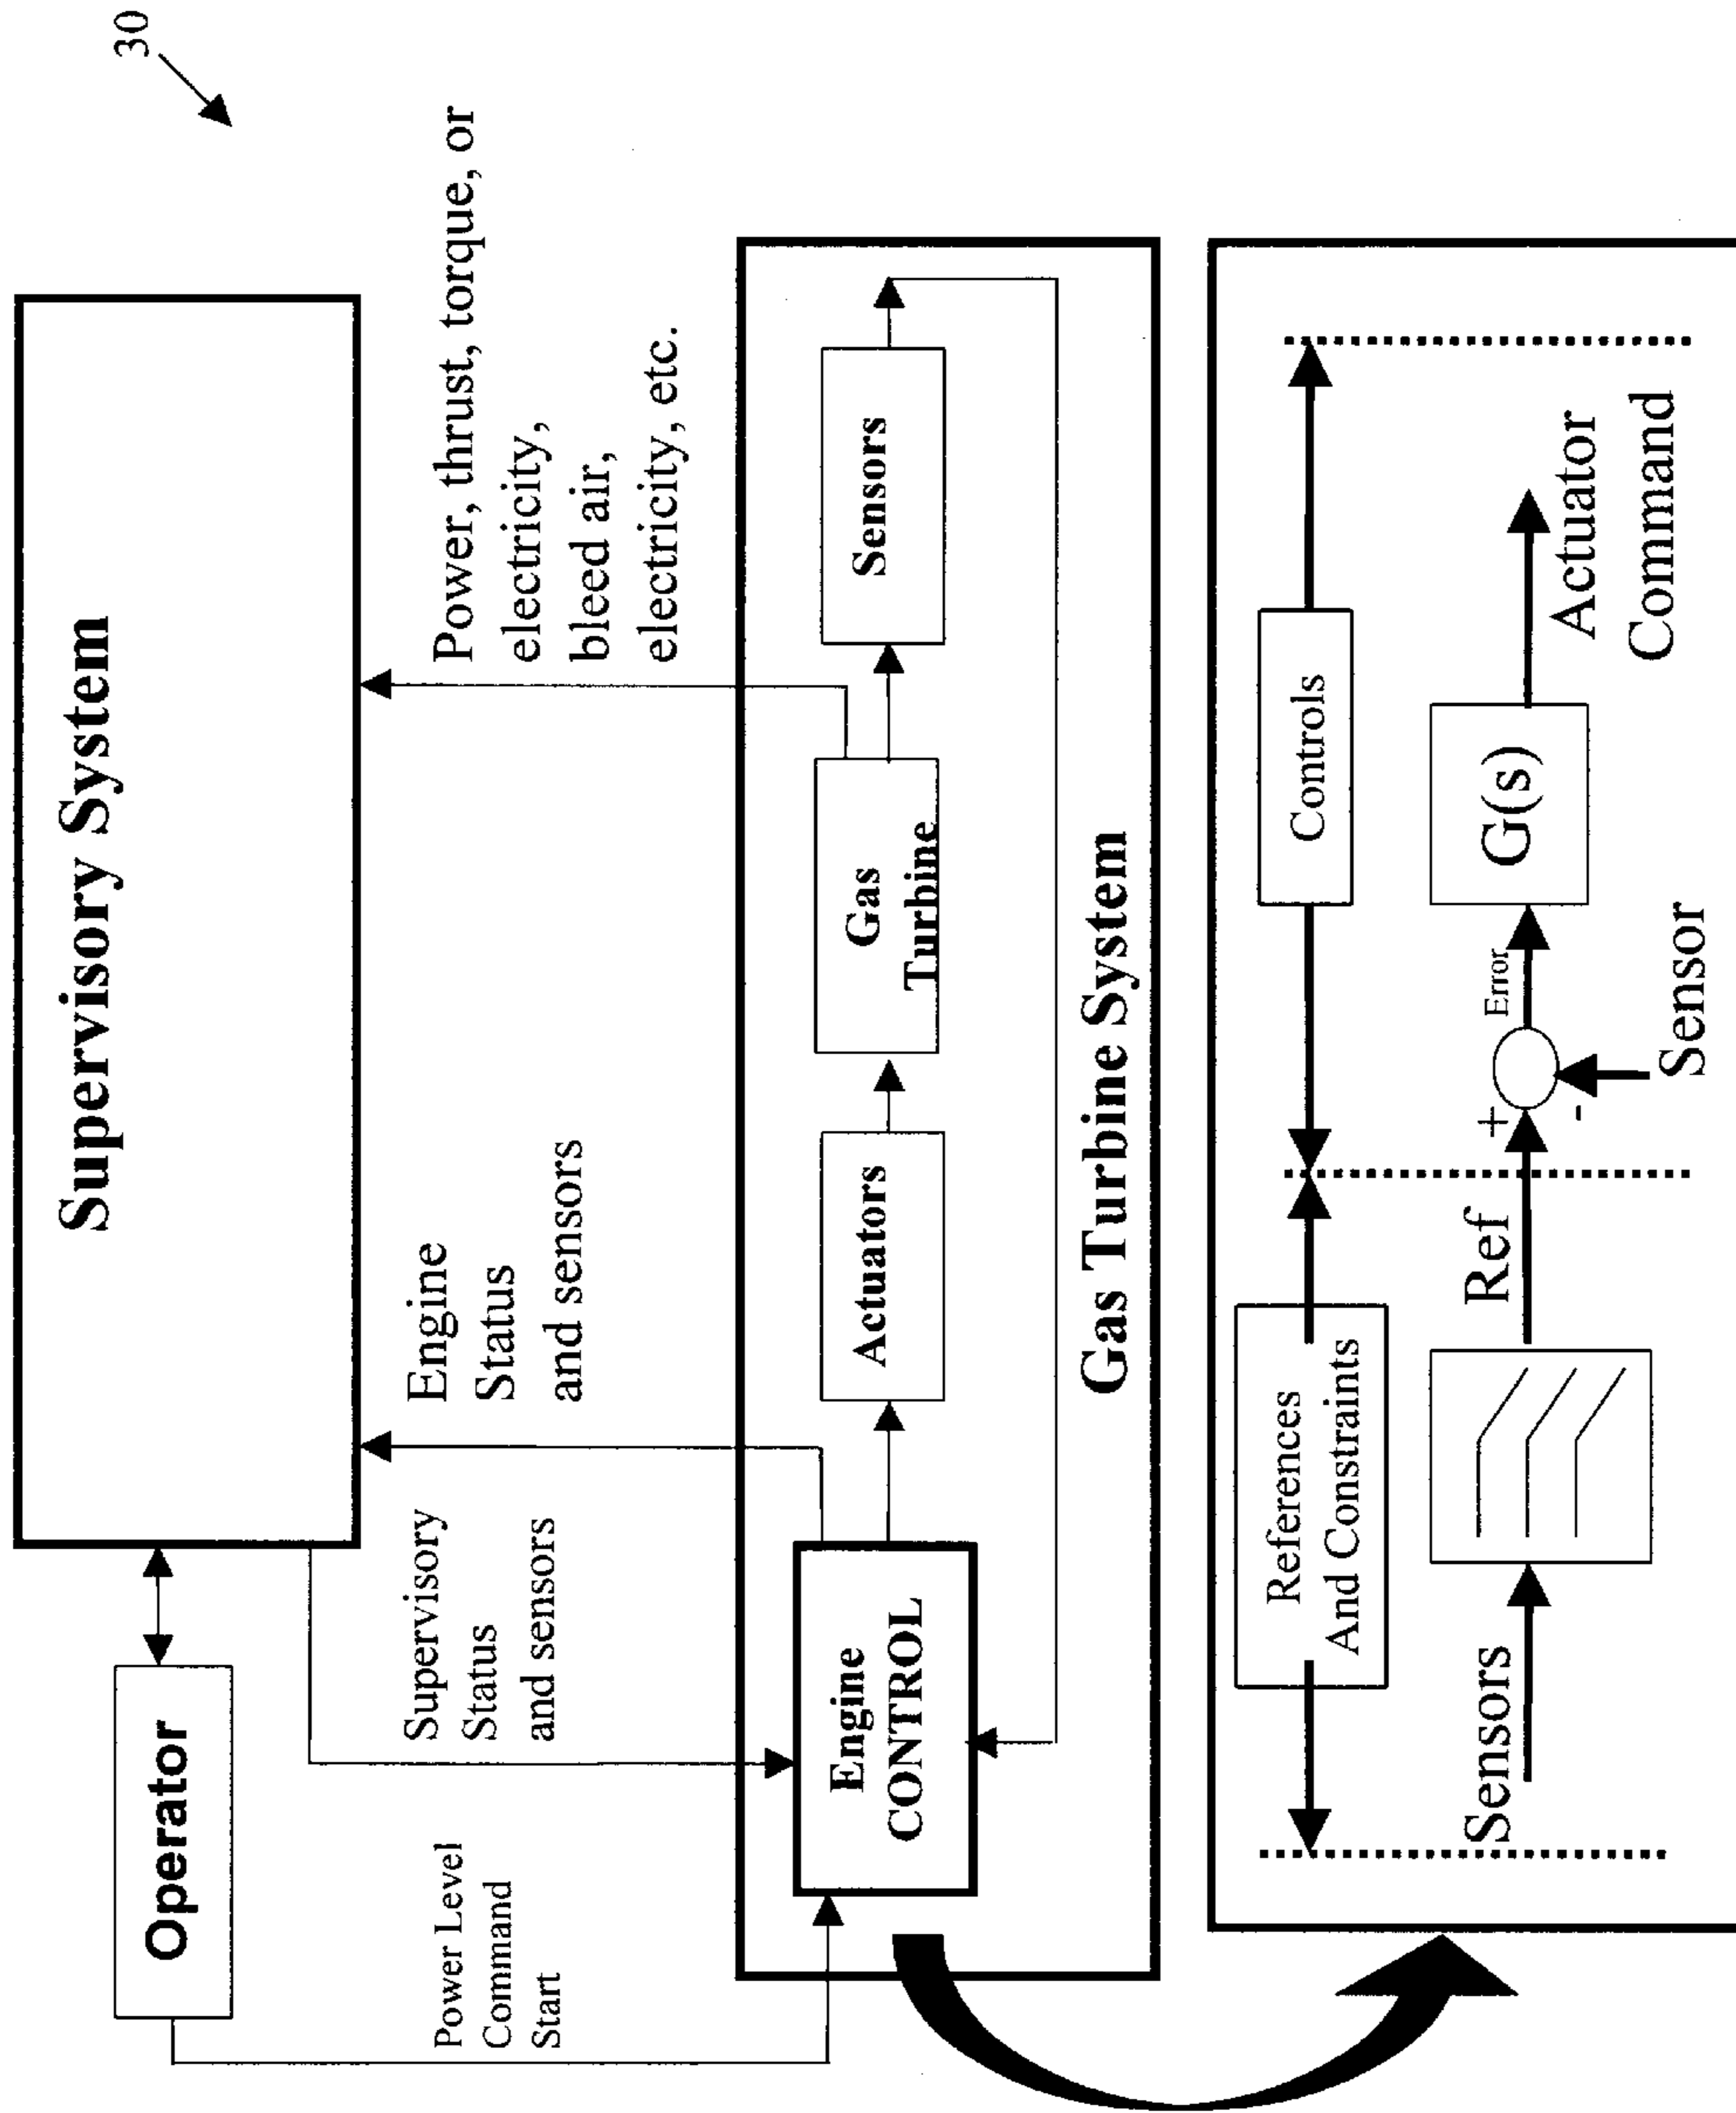 30
Supervisory System
Operator
Power Level
Command
Start
Supervisory
Status
and sensors
Engine
Status
and sensors
Power, thrust, torque, or
electricity,
bleed air,
electricity, etc.
Engine
CONTROL
Actuators
Gas
Turbine
Sensors
Gas Turbine System
References
And Constraints
Controls
Sensors
Ref
+
-
Error
Sensor
G(s)
Actuator
Command